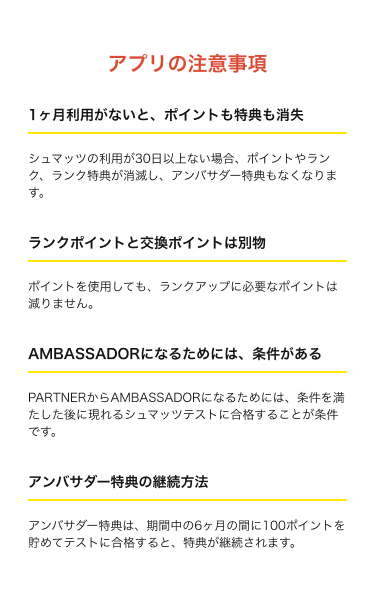 アプリの注意事項
1ヶ月利用がないと、ポイントも特典も消失
シュマッツの利用が30日以上ない場合、ポイントやラン
ク、ランク特典が消滅し、アンバサダー特典もなくなりま
す。
ランクポイントと交換ポイントは別物
ポイントを使用しても、ランクアップに必要なポイントは
減りません。
AMBASSADORになるためには、条件がある
PARTNERからAMBASSADORになるためには、条件を満
たした後に現れるシュマッツテストに合格することが条件
です。
アンバサダー特典の継続方法
アンバサダー特典は、期間中の6ヶ月の間に100ポイントを
貯めてテストに合格すると、特典が継続されます。